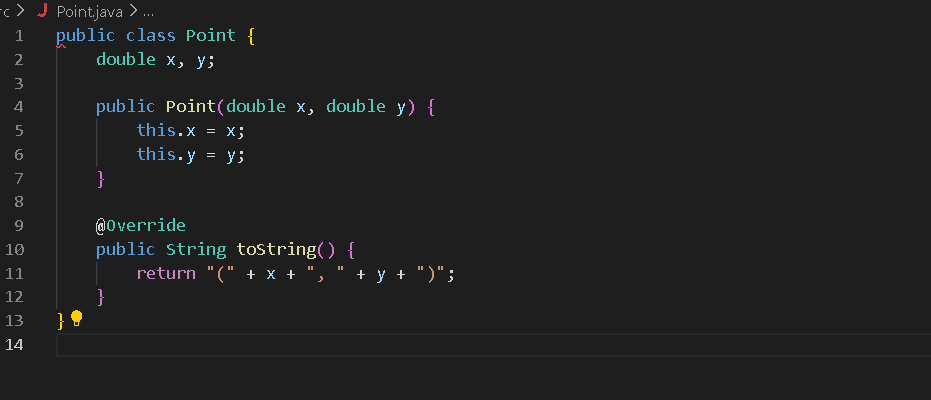 rc > Point.java > ...
1 public class Point {
2 double x, y;
3
4 public Point(double x, double y) {
5 this.x = x;
6 this.y = y;
7 }
8
9 @Override
10 public String toString() {
11 return "(" + x + ", " + y + ")";
12 }
13 }
14